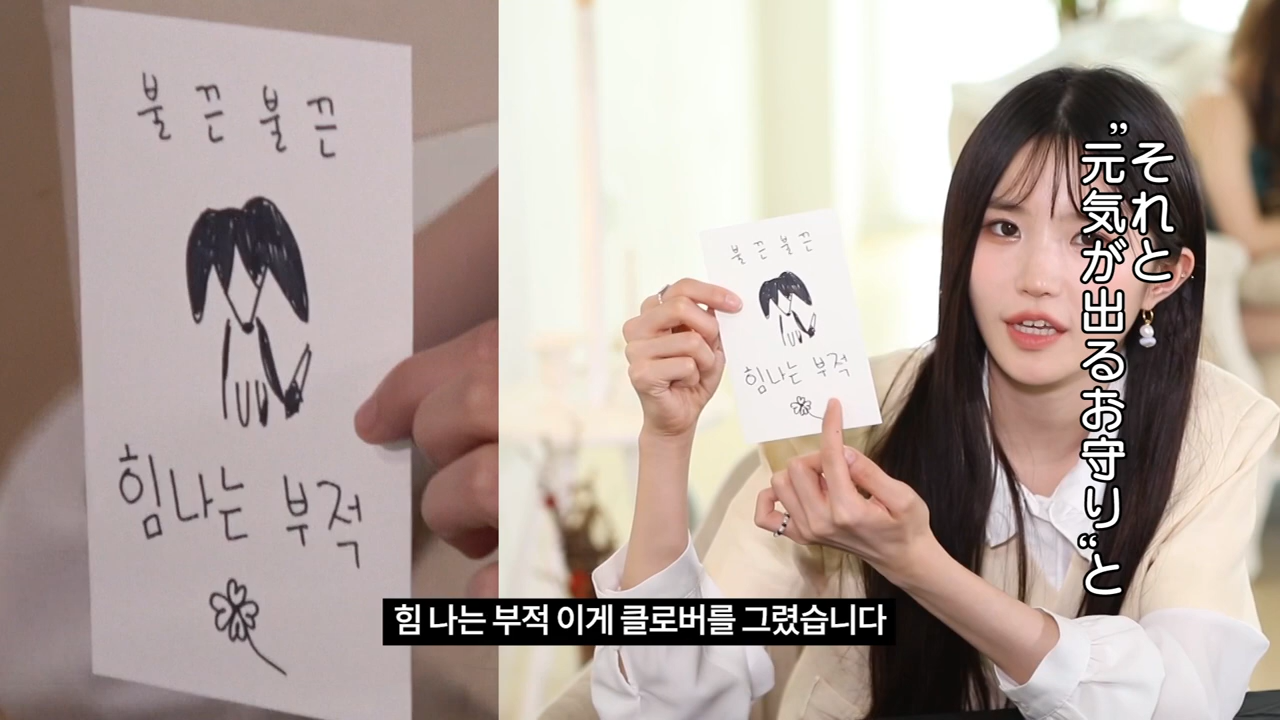 불끈불끈
힘나는 부적
불끈불끈
힘나는 부적
それと
”元気が出るお守り“と
힘 나는 부적 이게 클로버를 그렸습니다